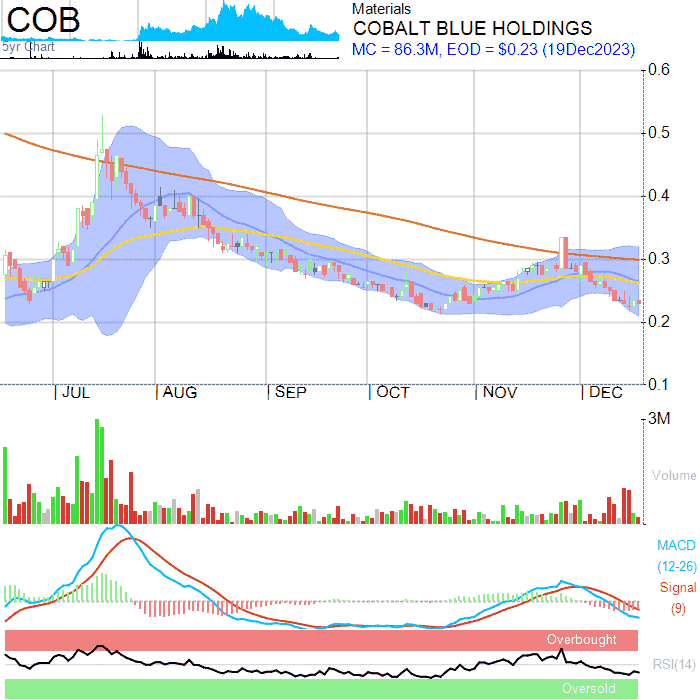 COB
5yr Chart
Materials
COBALT BLUE HOLDINGS
MC = 86.3M, EOD = $0.23 (19Dec2023)
0.6
0.5
0.4
0.3
0.2
0.1
JUL
AUG
SEP
OCT
NOV
DEC
3M
Volume
MACD
(12-26)
Signal
(9)
Overbought
RSI(14)
Oversold